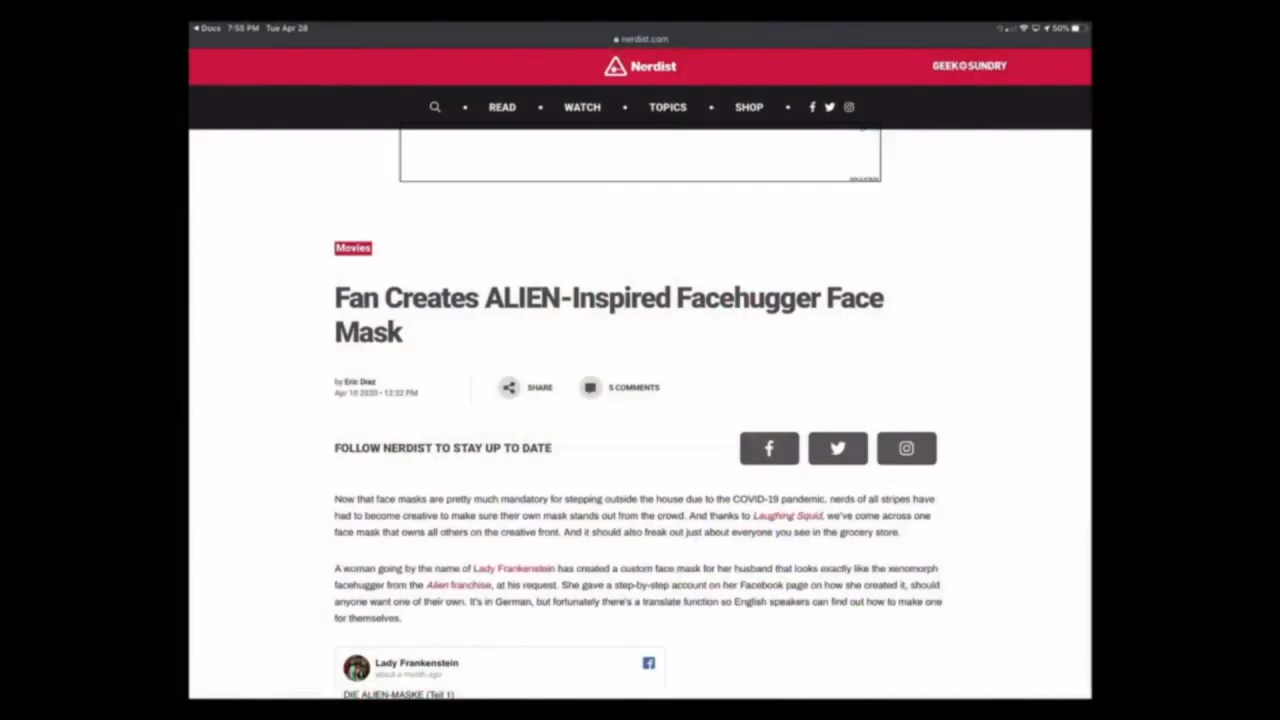 Docs 7:55 PM Tue Apr 28
50%
nerdist.com
Nerdist
GEEK & SUNDRY
READ • WATCH • TOPICS • SHOP •
Movies
Fan Creates ALIEN-Inspired Facehugger Face
Mask
by Eric Diaz
Apr 10 2020 • 12:32 PM
SHARE
5 COMMENTS
FOLLOW NERDIST TO STAY UP TO DATE
Now that face masks are pretty much mandatory for stepping outside the house due to the COVID-19 pandemic, nerds of all stripes have
had to become creative to make sure their own mask stands out from the crowd. And thanks to Laughing Squid, we've come across one
face mask that owns all others on the creative front. And it should also freak out just about everyone you see in the grocery store.
A woman going by the name of Lady Frankenstein has created a custom face mask for her husband that looks exactly like the xenomorph
facehugger from the Alien franchise, at his request. She gave a step-by-step account on her Facebook page on how she created it, should
anyone want one of their own. It's in German, but fortunately there's a translate function so English speakers can find out how to make one
for themselves.
Lady Frankenstein
about a month ago
DIE ALIEN-MASKE (Teil 1)